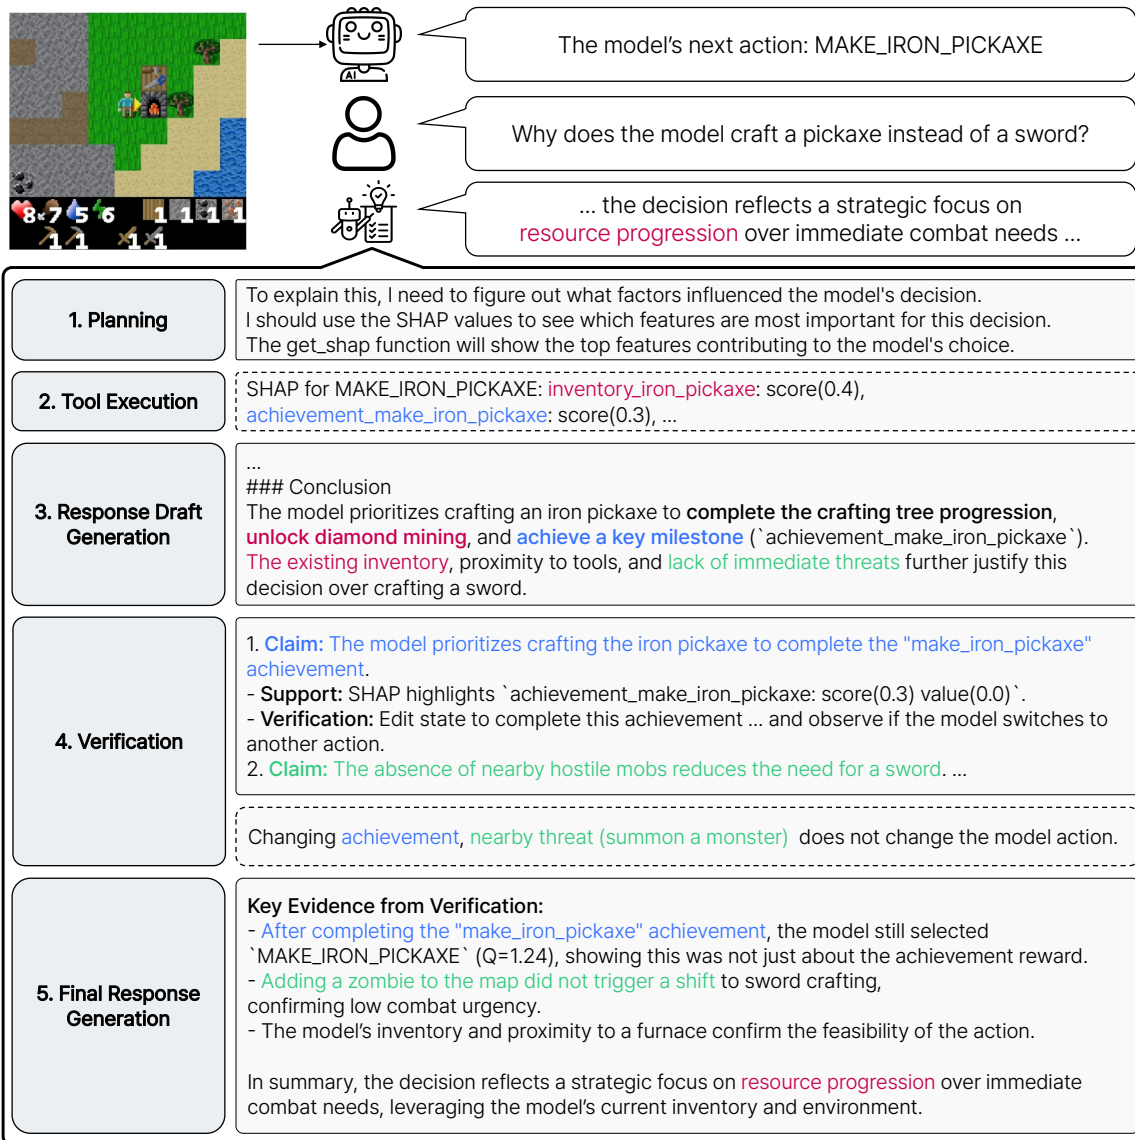 The model's next action: MAKE_IRON_PICKAXE
AI
Why does the model craft a pickaxe instead of a sword?
... the decision reflects a strategic focus on
resource progression over immediate combat needs ...
8 7 5 6 1 1 1 1
1 1 1 1
1. Planning
To explain this, I need to figure out what factors influenced the model's decision.
I should use the SHAP values to see which features are most important for this decision.
The get_shap function will show the top features contributing to the model's choice.
2. Tool Execution
SHAP for MAKE_IRON_PICKAXE: inventory_iron_pickaxe: score(0.4),
achievement_make_iron_pickaxe: score(0.3), ...
3. Response Draft
Generation
...
### Conclusion
The model prioritizes crafting an iron pickaxe to complete the crafting tree progression,
unlock diamond mining, and achieve a key milestone (`achievement_make_iron_pickaxe`).
The existing inventory, proximity to tools, and lack of immediate threats further justify this
decision over crafting a sword.
4. Verification
1. Claim: The model prioritizes crafting the iron pickaxe to complete the "make_iron_pickaxe"
achievement.
- Support: SHAP highlights `achievement_make_iron_pickaxe: score(0.3) value(0.0)`.
- Verification: Edit state to complete this achievement ... and observe if the model switches to
another action.
2. Claim: The absence of nearby hostile mobs reduces the need for a sword. ...
Changing achievement, nearby threat (summon a monster) does not change the model action.
5. Final Response
Generation
Key Evidence from Verification:
- After completing the "make_iron_pickaxe" achievement, the model still selected
`MAKE_IRON_PICKAXE` (Q=1.24), showing this was not just about the achievement reward.
- Adding a zombie to the map did not trigger a shift to sword crafting,
confirming low combat urgency.
- The model's inventory and proximity to a furnace confirm the feasibility of the action.
In summary, the decision reflects a strategic focus on resource progression over immediate
combat needs, leveraging the model's current inventory and environment.